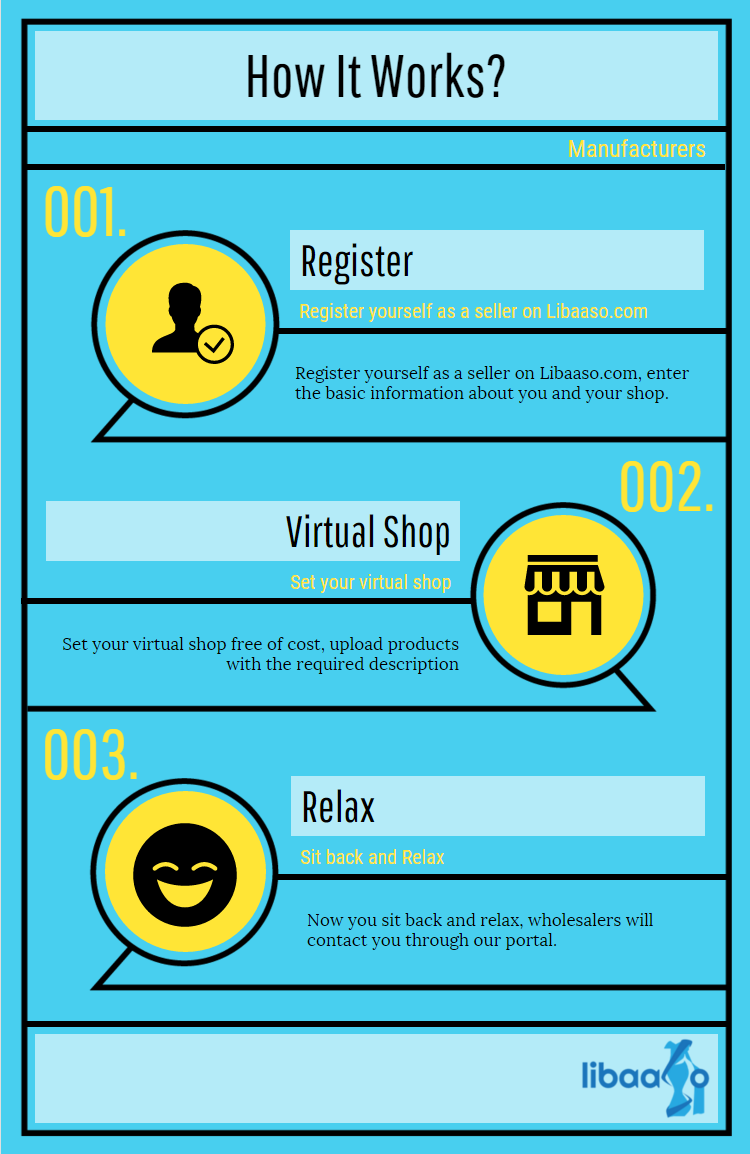 How It Works?
Manufacturers
001.
Register
Register yourself as a seller on Libaaso.com
Register yourself as a seller on Libaaso.com, enter
the basic information about you and your shop.
002.
Virtual Shop
Set your virtual shop
Set your virtual shop free of cost, upload products
with the required description
003.
Relax
Sit back and Relax
Now you sit back and relax, wholesalers will
contact you through our portal.
libaaso